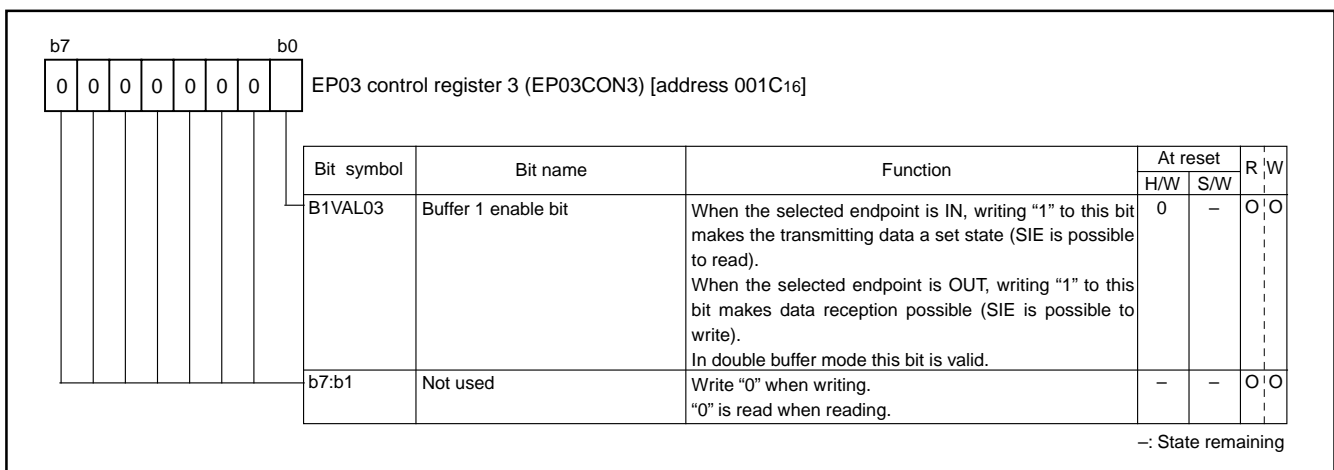 b7 b0
0 0 0 0 0 0 0
EP03 control register 3 (EP03CON3) [address 001C16]
Bit symbol Bit name Function At reset R W
H/W S/W
B1VAL03 Buffer 1 enable bit When the selected endpoint is IN, writing “1” to this bit 0 – O O
makes the transmitting data a set state (SIE is possible
to read).
When the selected endpoint is OUT, writing “1” to this
bit makes data reception possible (SIE is possible to
write).
In double buffer mode this bit is valid.
b7:b1 Not used Write “0” when writing. – – O O
“0” is read when reading.
–: State remaining